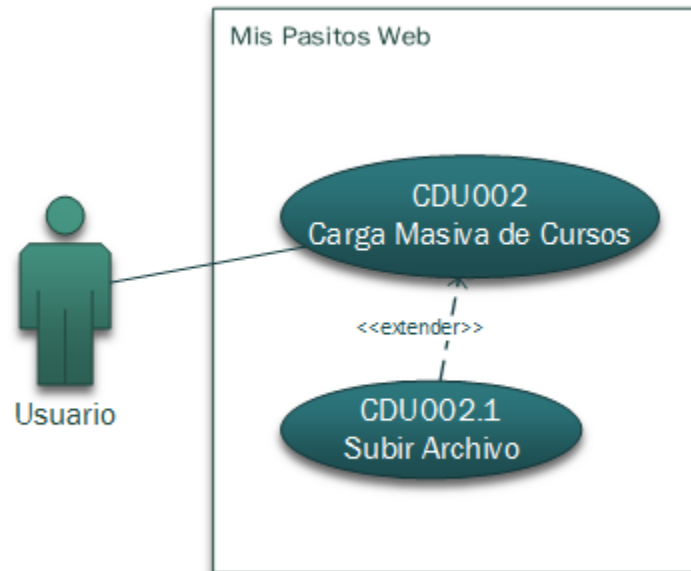 Mis Pasitos Web
CDU002
Carga Masiva de Cursos
<<extender>>
CDU002.1
Subir Archivo
Usuario